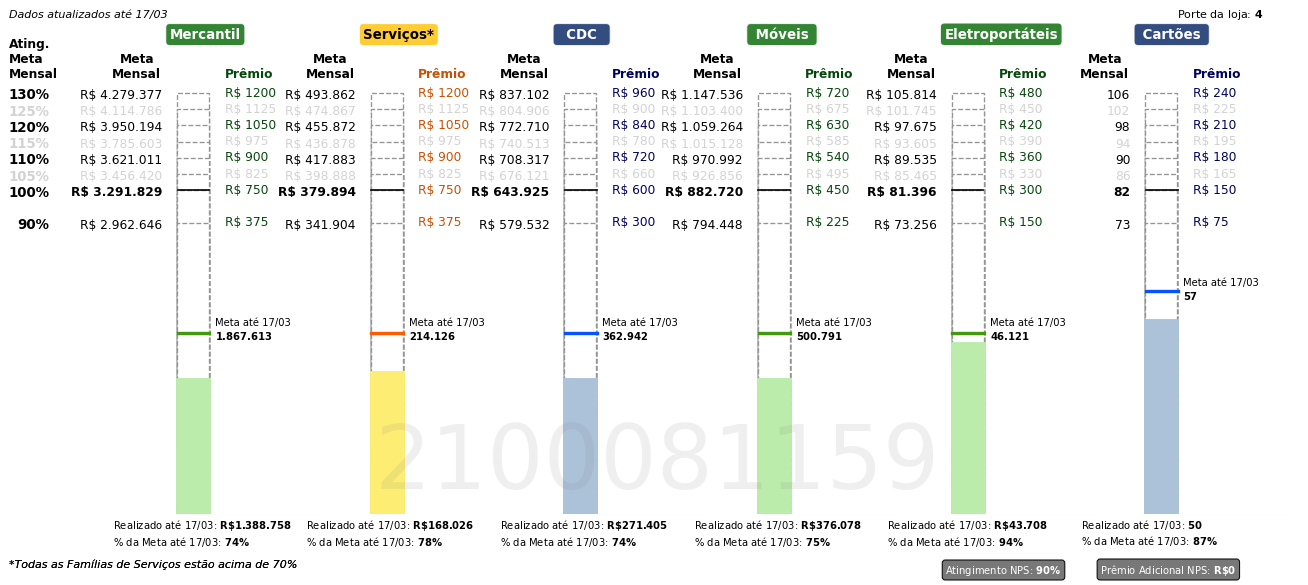 Dados atualizados até 17/03 Porte da loja: 4
Mercantil Serviços* CDC Móveis Eletroportáteis Cartões
Ating.
Meta Meta Meta Meta Meta Meta Meta
Mensal Mensal Prêmio Mensal Prêmio Mensal Prêmio Mensal Prêmio Mensal Prêmio Mensal Prêmio
130% R$ 4.279.377 R$ 1200 R$ 493.862 R$ 1200 R$ 837.102 R$ 960 R$ 1.147.536 R$ 720 R$ 105.814 R$ 480 106 R$ 240
125% R$ 4.114.786 R$ 1125 R$ 474.867 R$ 1125 R$ 804.906 R$ 900 R$ 1.103.400 R$ 675 R$ 101.745 R$ 450 102 R$ 225
120% R$ 3.950.194 R$ 1050 R$ 455.872 R$ 1050 R$ 772.710 R$ 840 R$ 1.059.264 R$ 630 R$ 97.675 R$ 420 98 R$ 210
115% R$ 3.785.603 R$ 975 R$ 436.878 R$ 975 R$ 740.513 R$ 780 R$ 1.015.128 R$ 585 R$ 93.605 R$ 390 94 R$ 195
110% R$ 3.621.011 R$ 900 R$ 417.883 R$ 900 R$ 708.317 R$ 720 R$ 970.992 R$ 540 R$ 89.535 R$ 360 90 R$ 180
105% R$ 3.456.420 R$ 825 R$ 398.888 R$ 825 R$ 676.121 R$ 660 R$ 926.856 R$ 495 R$ 85.465 R$ 330 86 R$ 165
100% R$ 3.291.829 R$ 750 R$ 379.894 R$ 750 R$ 643.925 R$ 600 R$ 882.720 R$ 450 R$ 81.396 R$ 300 82 R$ 150
90% R$ 2.962.646 R$ 375 R$ 341.904 R$ 375 R$ 579.532 R$ 300 R$ 794.448 R$ 225 R$ 73.256 R$ 150 73 R$ 75
Meta até 17/03
57
Meta até 17/03 Meta até 17/03 Meta até 17/03 Meta até 17/03 Meta até 17/03
1.867.613 214.126 362.942 500.791 46.121
2100081159
Realizado até 17/03: R$1.388.758 Realizado até 17/03: R$168.026 Realizado até 17/03: R$271.405 Realizado até 17/03: R$376.078 Realizado até 17/03: R$43.708 Realizado até 17/03: 50
% da Meta até 17/03: 74% % da Meta até 17/03: 78% % da Meta até 17/03: 74% % da Meta até 17/03: 75% % da Meta até 17/03: 94% % da Meta até 17/03: 87%
*Todas as Famílias de Serviços estão acima de 70% Atingimento NPS: 90% Prêmio Adicional NPS: R$0